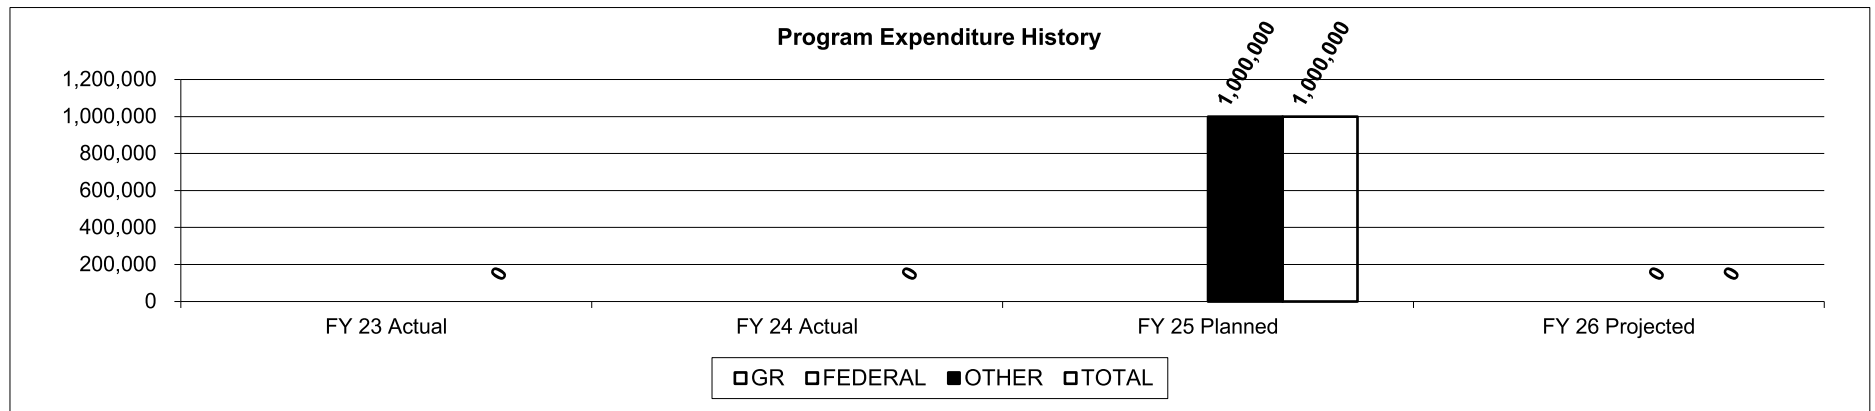 Program Expenditure History
1,000,000 1,000,000
1,200,000
1,000,000
800,000
600,000
400,000
200,000
0
0 0 0 0
FY 23 Actual FY 24 Actual FY 25 Planned FY 26 Projected
GR FEDERAL OTHER TOTAL